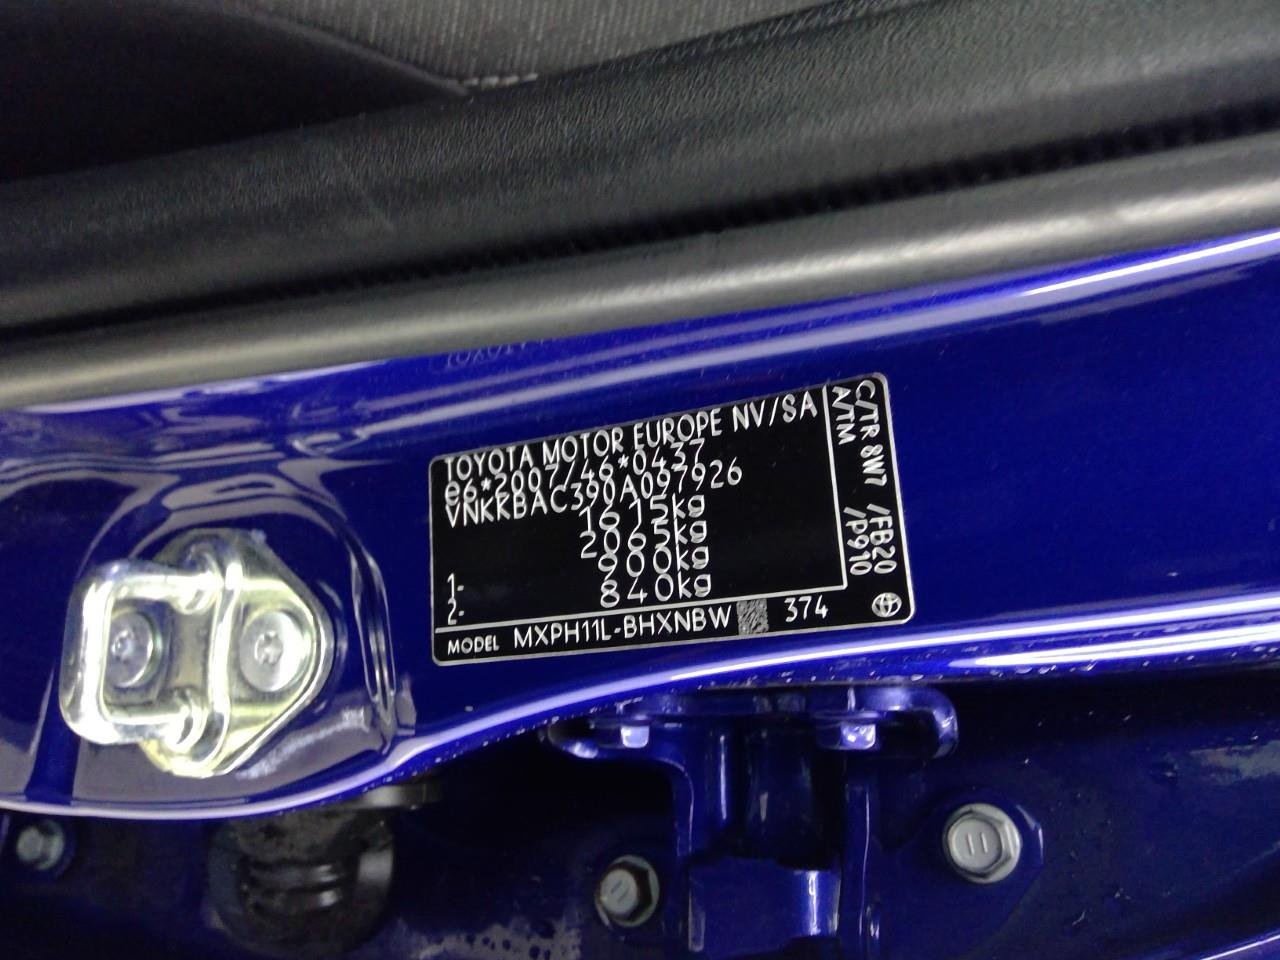 TOYOTA MOTOR EUROPE NV/SA
e6*2007/46*0437
VNKKBAC390A097926
1615kg
2065kg
1- 900kg
2- 840kg
MODEL MXPH11L-BHXNBW 374
C/TR 8W7 /FB20
A/TM /P910